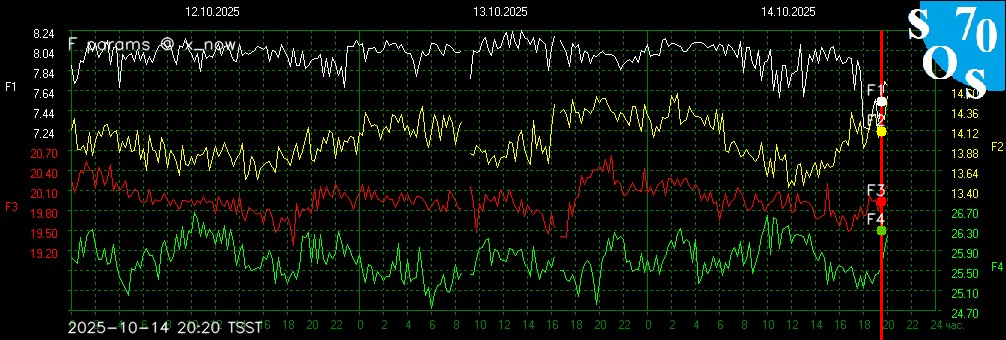 12.10.2025 13.10.2025 14.10.2025
F params @ x_now
S 70
O S
8.24
8.04
7.84
7.64
7.44
7.24
F1
20.70
20.40
20.10
19.80
19.50
19.20
F3
F1
F3
F4
14.36
14.12
13.88
13.64
13.40
F2
26.70
26.30
25.90
25.50
25.10
24.70
F4
2025-10-14 20:20 TSST
18 20 22 0 2 4 6 8 10 12 14 16 18 20 22 0 2 4 6 8 10 12 14 16 18 20 22 24 час.